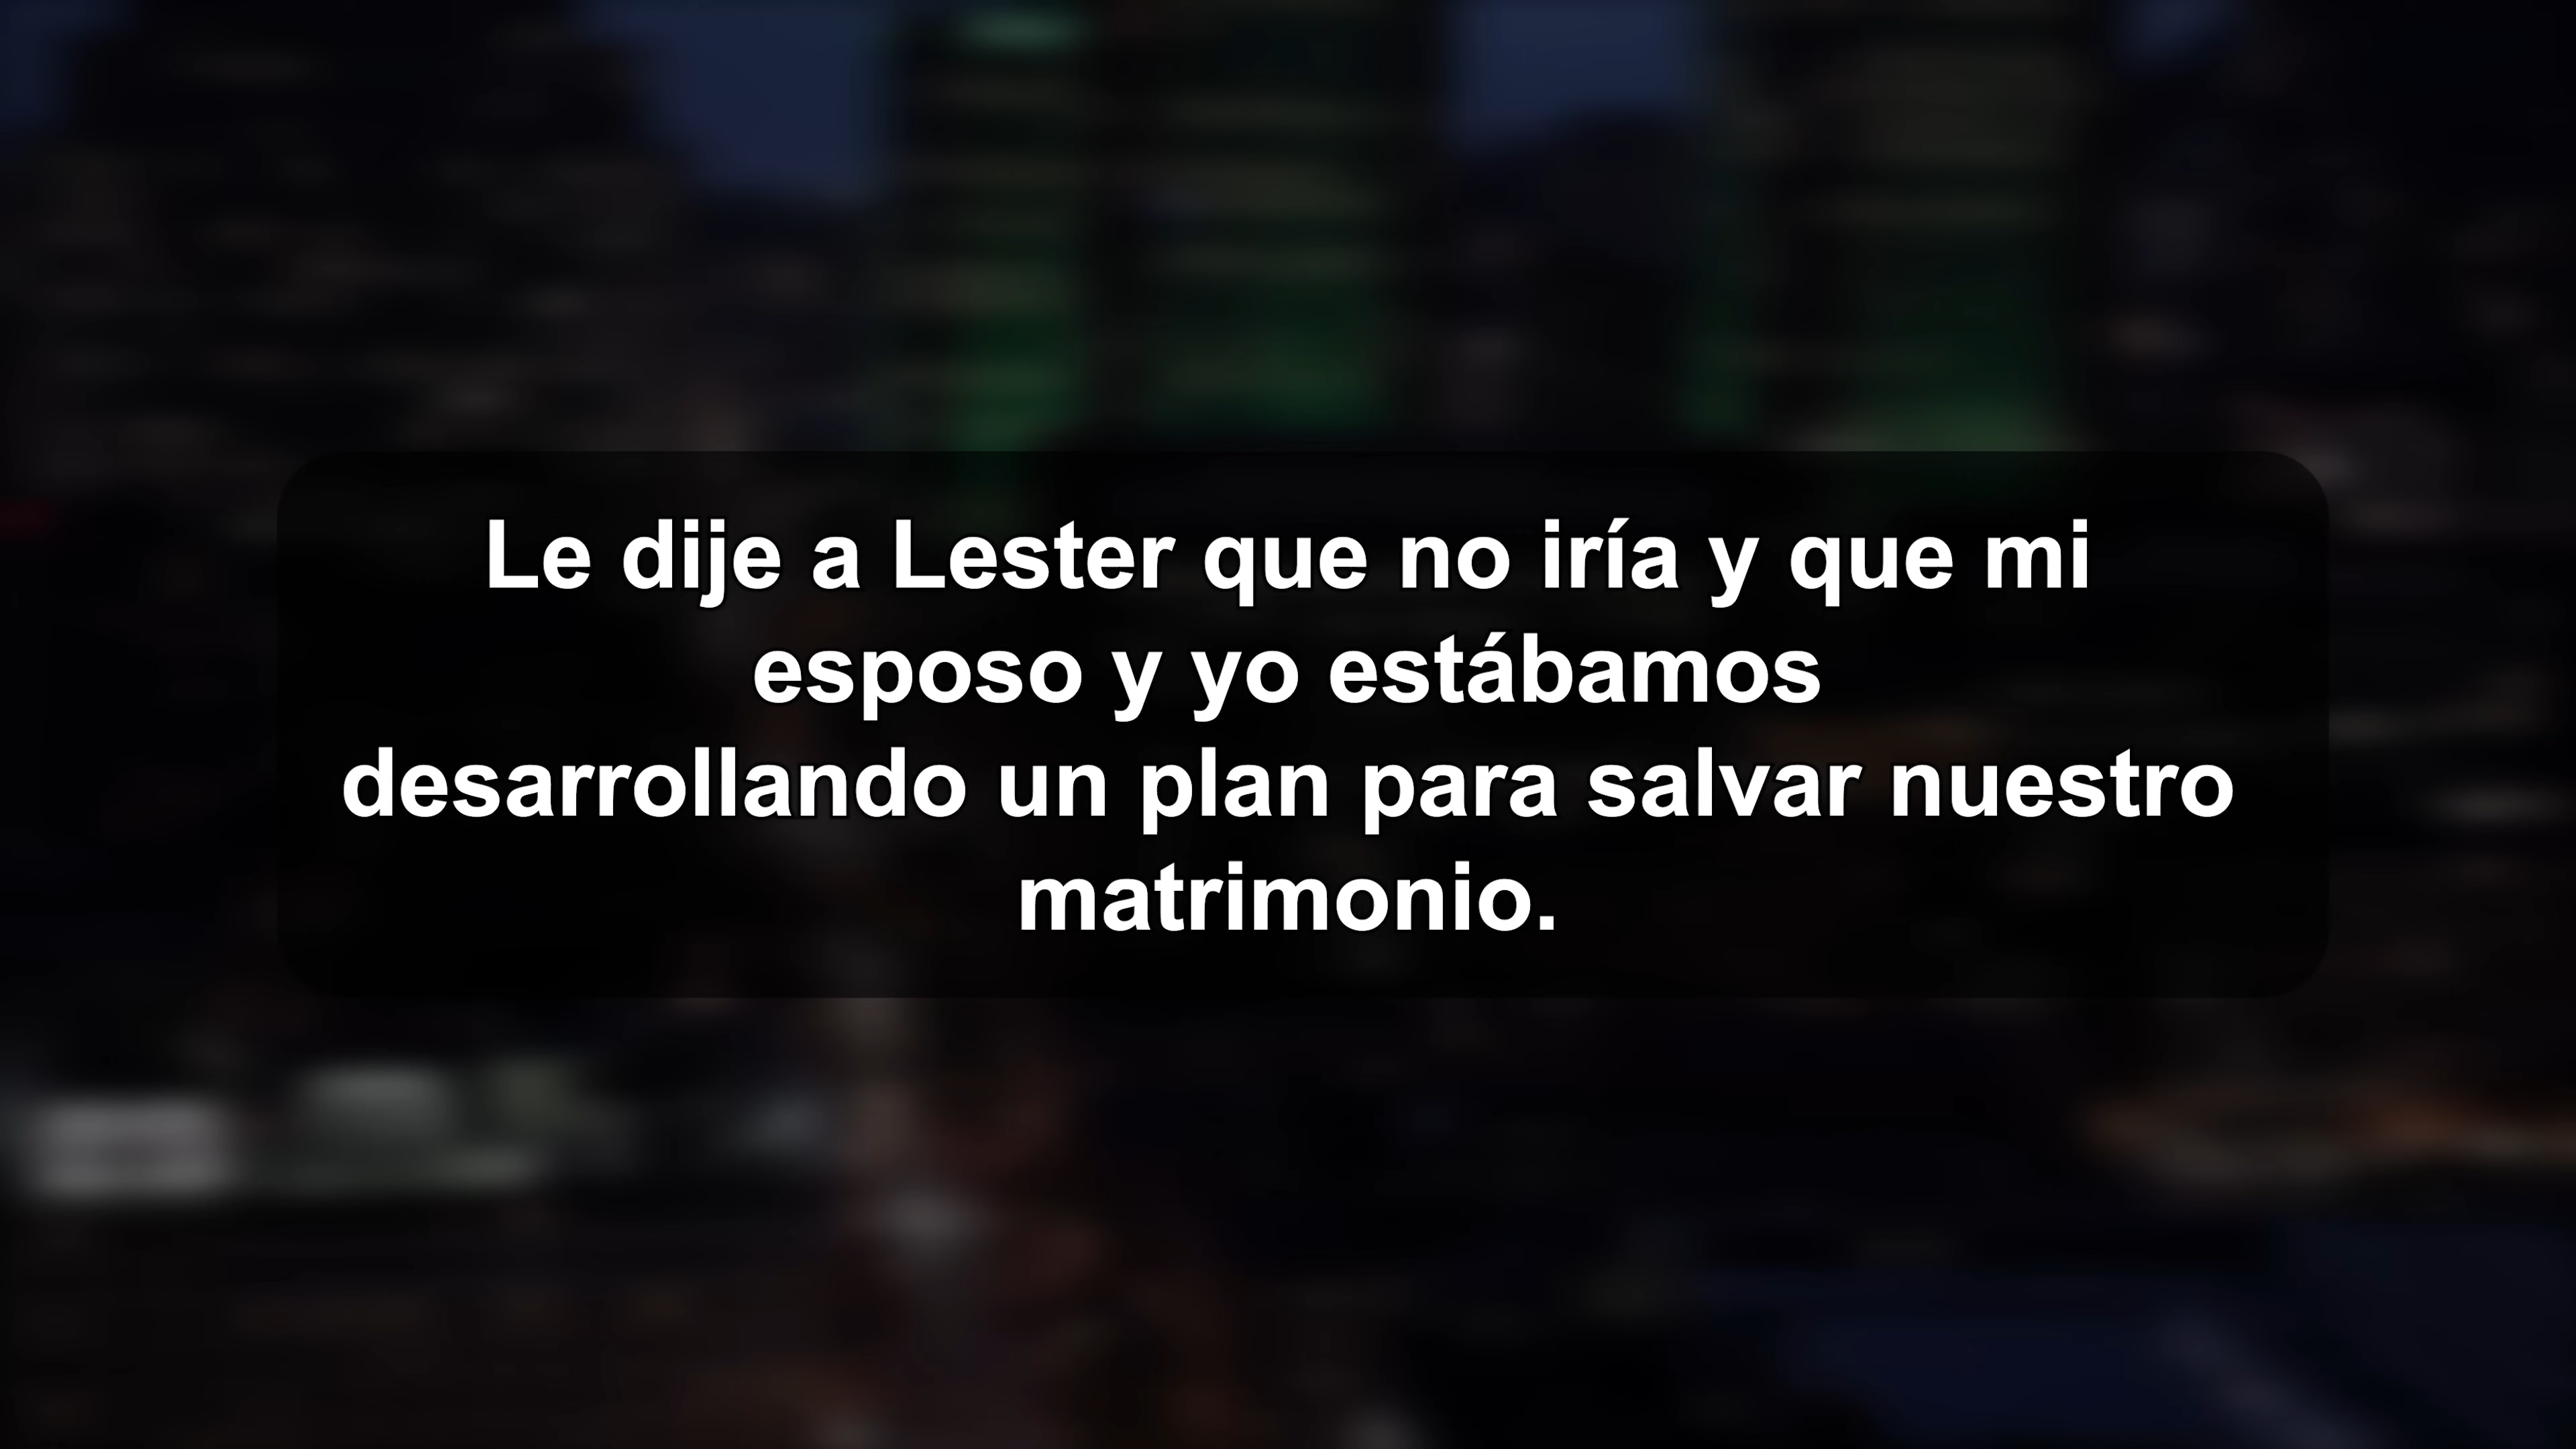 Le dije a Lester que no iría y que mi
esposo y yo estábamos
desarrollando un plan para salvar nuestro
matrimonio.